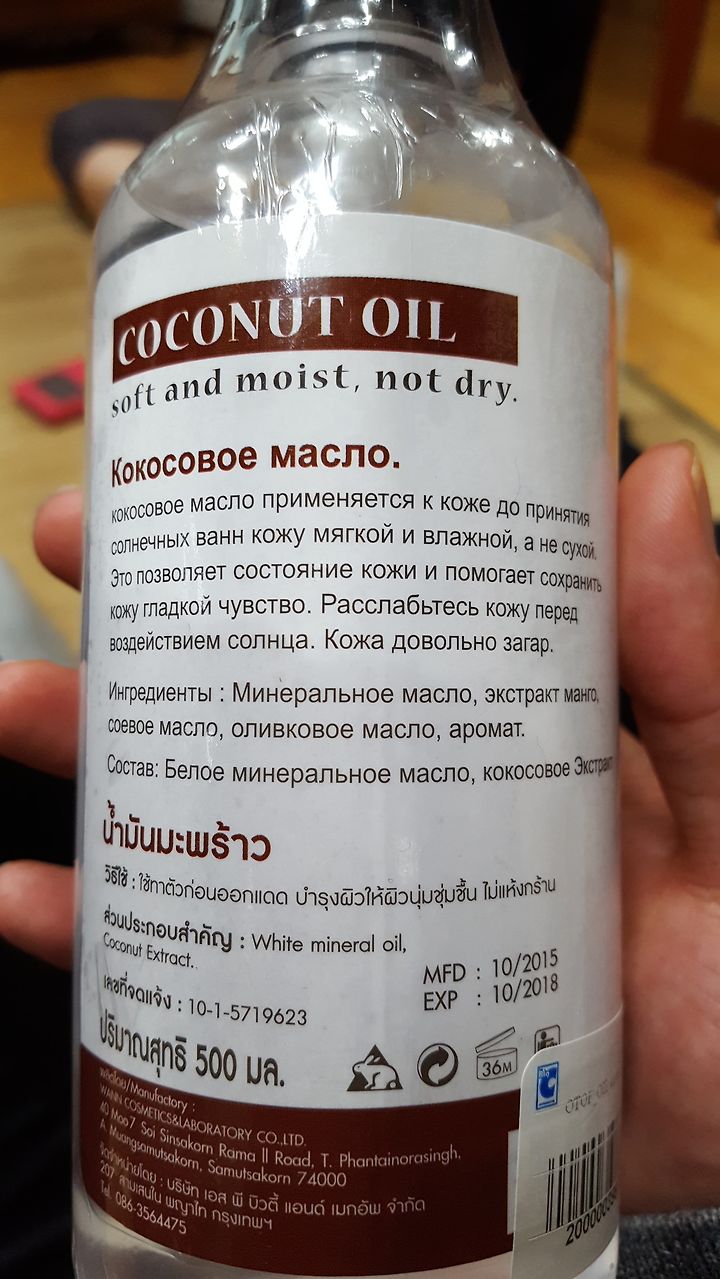 COCONUT OIL
soft and moist, not dry.
Кокосовое масло.
кокосовое масло применяется к коже до принятия
солнечных ванн кожу мягкой и влажной, а не сухой.
Это позволяет состояние кожи и помогает сохранить
кожу гладкой чувство. Расслабьтесь кожу перед
воздействием солнца. Кожа довольно загар.
Ингредиенты : Минеральное масло, экстракт манго,
соевое масло, оливковое масло, аромат.
Состав: Белое минеральное масло, кокосовое Экстракт
น้ำมันมะพร้าว
วิธีใช้ : ใช้ทาตัวก่อนออกแดด บำรุงผิวให้ผิวนุ่มชุ่มชื้น ไม่แห้งกร้าน
ส่วนประกอบสำคัญ : White mineral oil,
Coconut Extract.
MFD : 10/2015
เลขที่จดแจ้ง : 10-1-5719623
EXP : 10/2018
ปริมาณสุทธิ 500 มล.
36M
ผลิตโดย/Manufactory :
WANN COSMETICS&LABORATORY CO.,LTD.
40 Moo7 Soi Sinsakorn Rama ll Road, T. Phantainorasingh,
A. Muangsamutsakorn, Samutsakorn 74000
จัดจำหน่ายโดย : บริษัท เอส พี บิวตี้ แอนด์ เมกอัพ จำกัด
207 สามเสนใน พญาไท กรุงเทพฯ
Tel. 086-3564475